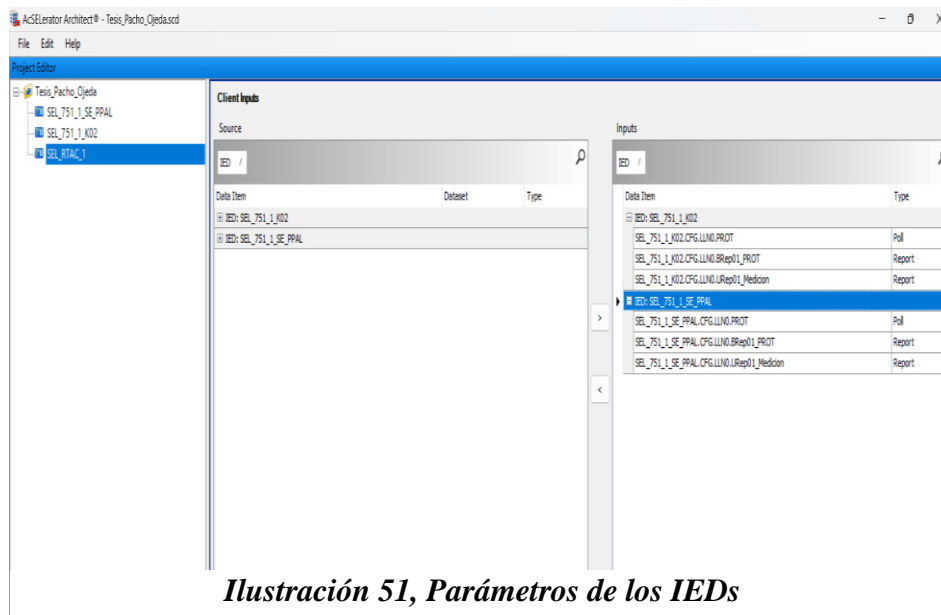 AcSELerator Architect® - Tesis_Pacho_Ojeda.scd
File Edit Help
Project Editor
Tesis_Pacho_Ojeda
SEL_751_1_SE_PPAL
SEL_751_1_K02
SEL_RTAC_1
Client Inputs
Source
IED /
Data Item Dataset Type
IED: SEL_751_1_K02
IED: SEL_751_1_SE_PPAL
>
<
Inputs
IED /
Data Item Type
IED: SEL_751_1_K02
SEL_751_1_K02.CFG.LLN0.PROT Poll
SEL_751_1_K02.CFG.LLN0.BRep01_PROT Report
SEL_751_1_K02.CFG.LLN0.URep01_Medicion Report
IED: SEL_751_1_SE_PPAL
SEL_751_1_SE_PPAL.CFG.LLN0.PROT Poll
SEL_751_1_SE_PPAL.CFG.LLN0.BRep01_PROT Report
SEL_751_1_SE_PPAL.CFG.LLN0.URep01_Medicion Report
Ilustración 51, Parámetros de los IEDs